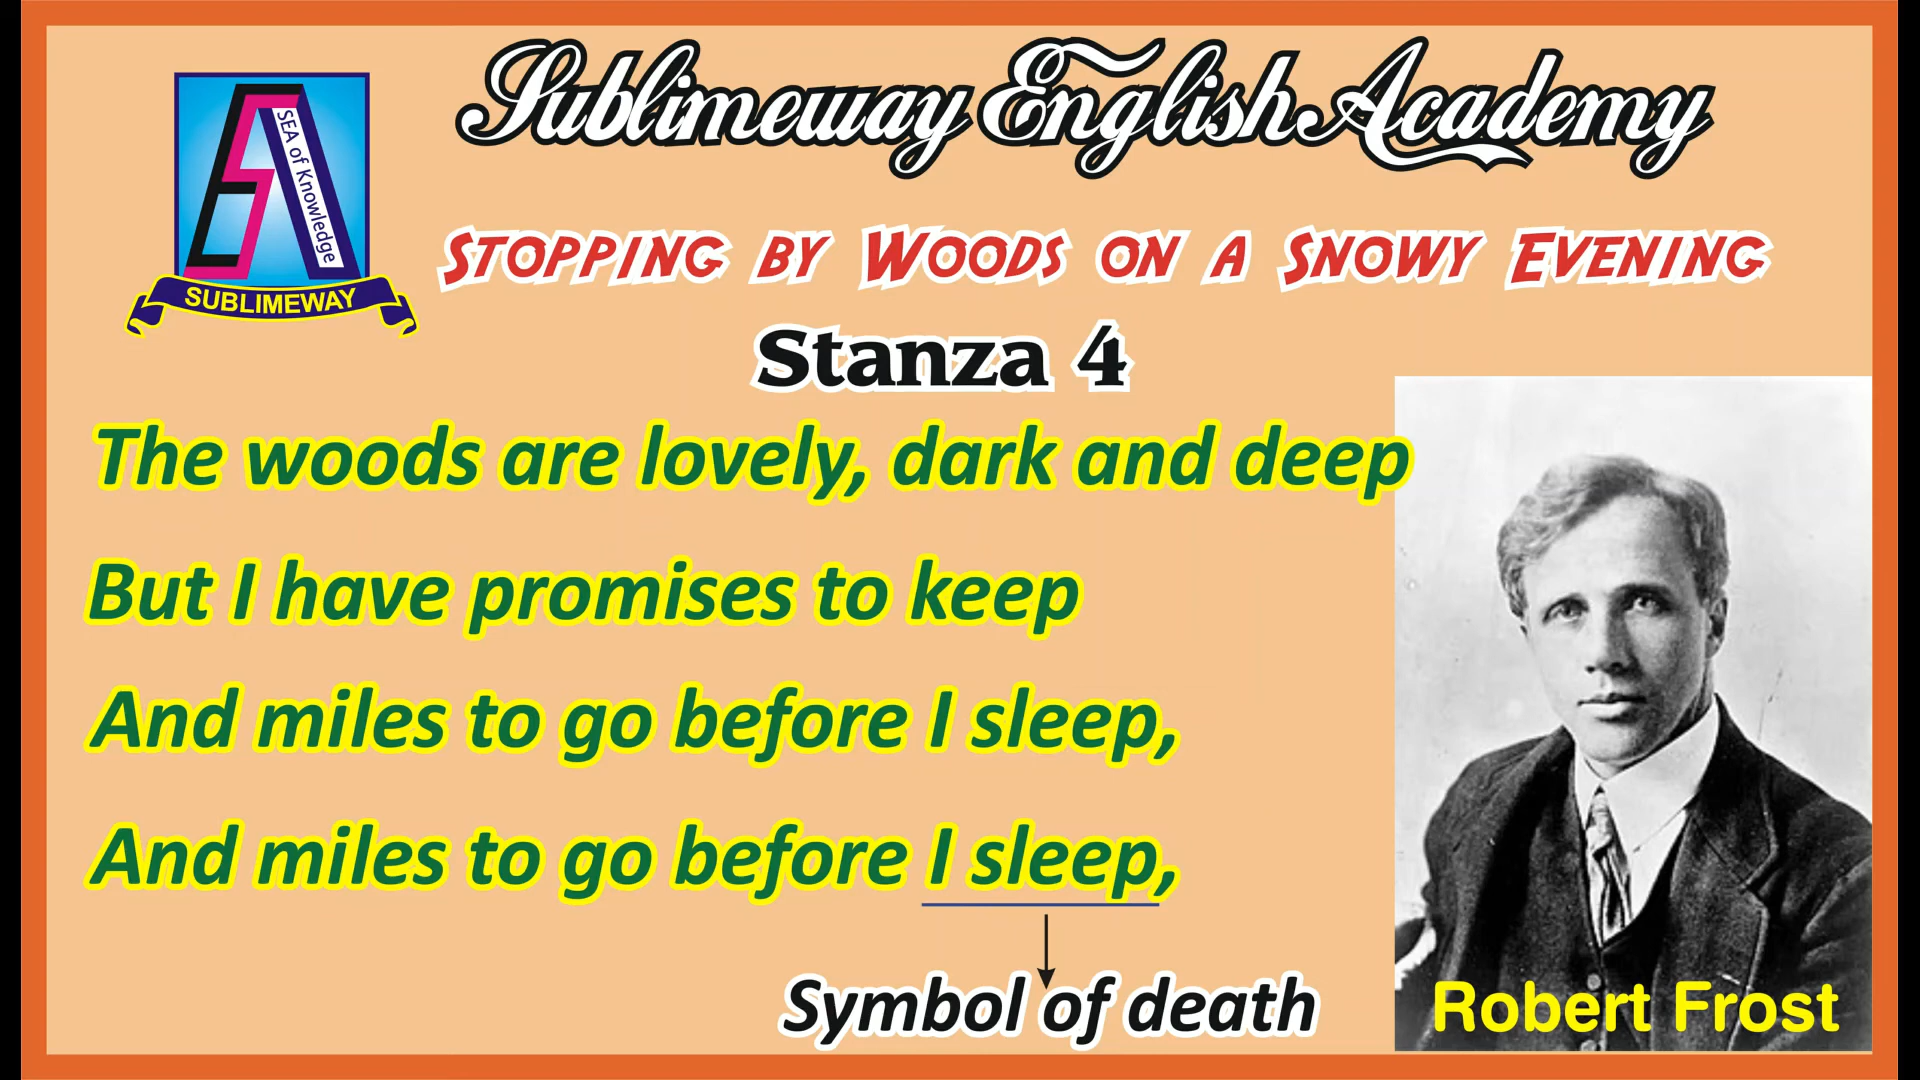 Sublimeway English Academy
SEA of Knowledge
SUBLIMEWAY
Stopping by Woods on a Snowy Evening
Stanza 4
The woods are lovely, dark and deep
But I have promises to keep
And miles to go before I sleep,
And miles to go before I sleep,
Symbol of death
Robert Frost